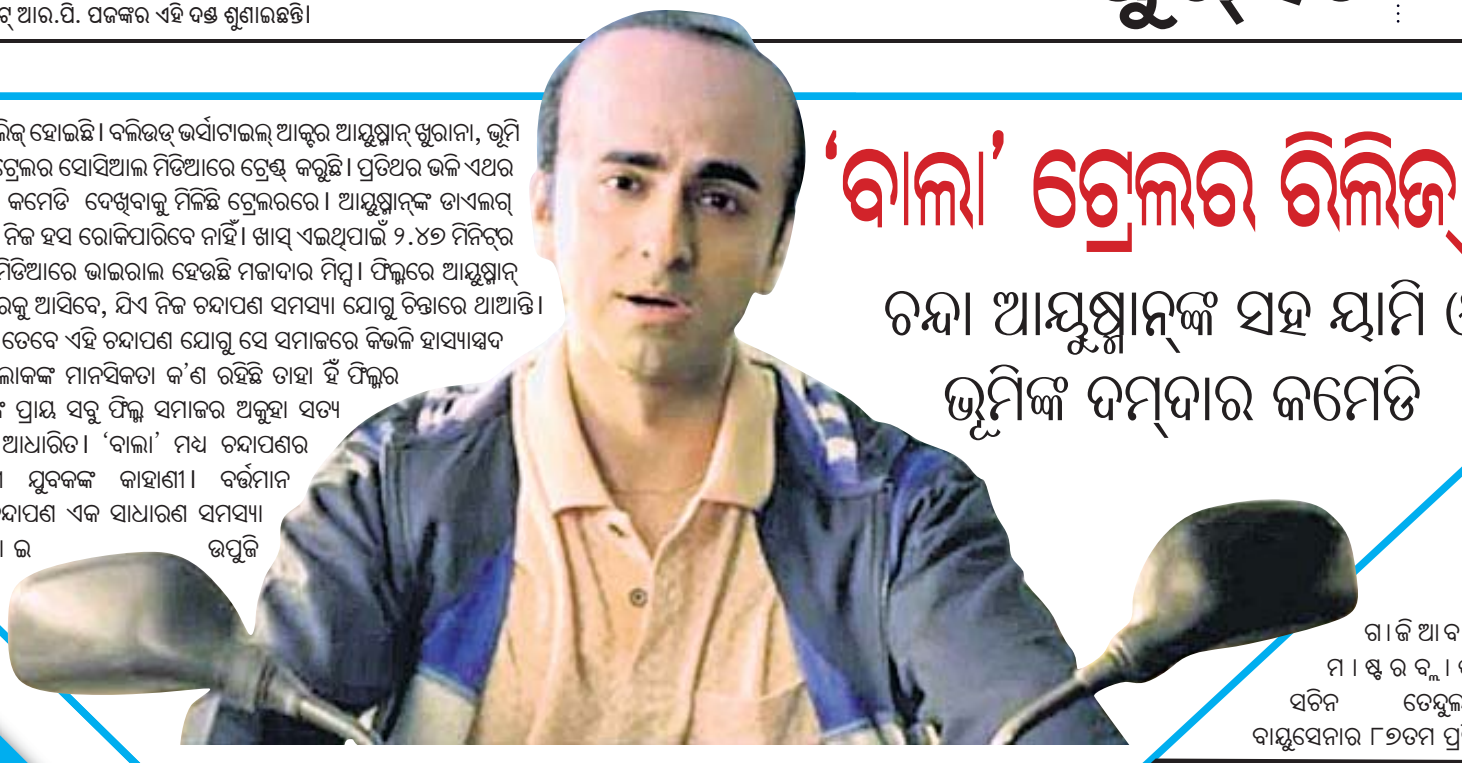 ଆର.ପି. ପଜଙ୍କର ଏହି ଦଣ୍ଡ ଶୁଣାଇଛନ୍ତି।
‘ବାଲା’ ଟ୍ରେଲର ରିଲିଜ୍
ଚନ୍ଦା ଆୟୁଷ୍ମାନ୍‌ଙ୍କ ସହ ୟାମି
ଭୂମିଙ୍କ ଦମ୍‌ଦାର କମେଡି
ହୋଇଛି। ବଲିଉଡ୍ ଭର୍ସାଟାଇଲ୍ ଆକ୍ଟର ଆୟୁଷ୍ମାନ୍ ଖୁରାନା, ଭୂମି
ଟ୍ରେଲର ସୋସିଆଲ ମିଡିଆରେ ଟ୍ରେଣ୍ଡ୍ କରୁଛି। ପ୍ରତିଥର ଭଳି ଏଥର
କମେଡି ଦେଖିବାକୁ ମିଳିଛି ଟ୍ରେଲରରେ। ଆୟୁଷ୍ମାନ୍‌ଙ୍କ ଡାଏଲଗ୍
ନିଜ ହସ ରୋକିପାରିବେ ନାହିଁ। ଖାସ୍ ଏଇଥିପାଇଁ ୨.୪୭ ମିନିଟ୍‌ର
ମିଡିଆରେ ଭାଇରାଲ ହେଉଛି ମଜାଦାର ମିମ୍ସ। ଫିଲ୍ମରେ ଆୟୁଷ୍ମାନ୍
ଆସିବେ, ଯିଏ ନିଜ ଚନ୍ଦାପଣ ସମସ୍ୟା ଯୋଗୁ ଚିନ୍ତାରେ ଥାଆନ୍ତି।
ତେବେ ଏହି ଚନ୍ଦାପଣ ଯୋଗୁ ସେ ସମାଜରେ କିଭଳି ହାସ୍ୟାସ୍ପଦ
ମାନସିକତା କ’ଣ ରହିଛି ତାହା ହିଁ ଫିଲ୍ମର
ପ୍ରାୟ ସବୁ ଫିଲ୍ମ ସମାଜର ଅକୁହା ସତ୍ୟ
ଆଧାରିତ। ‘ବାଲା’ ମଧ୍ୟ ଚନ୍ଦାପଣର
ଯୁବକଙ୍କ କାହାଣୀ। ବର୍ତ୍ତମାନ
ଏକ ସାଧାରଣ ସମସ୍ୟା
ଉପୁଜି
ଗାଜିଆବ
ମାଷ୍ଟରବ୍ଲା
ସଚିନ ତେନ୍ଦୁଲ
ବାୟୁସେନାର ୮୭ତମ